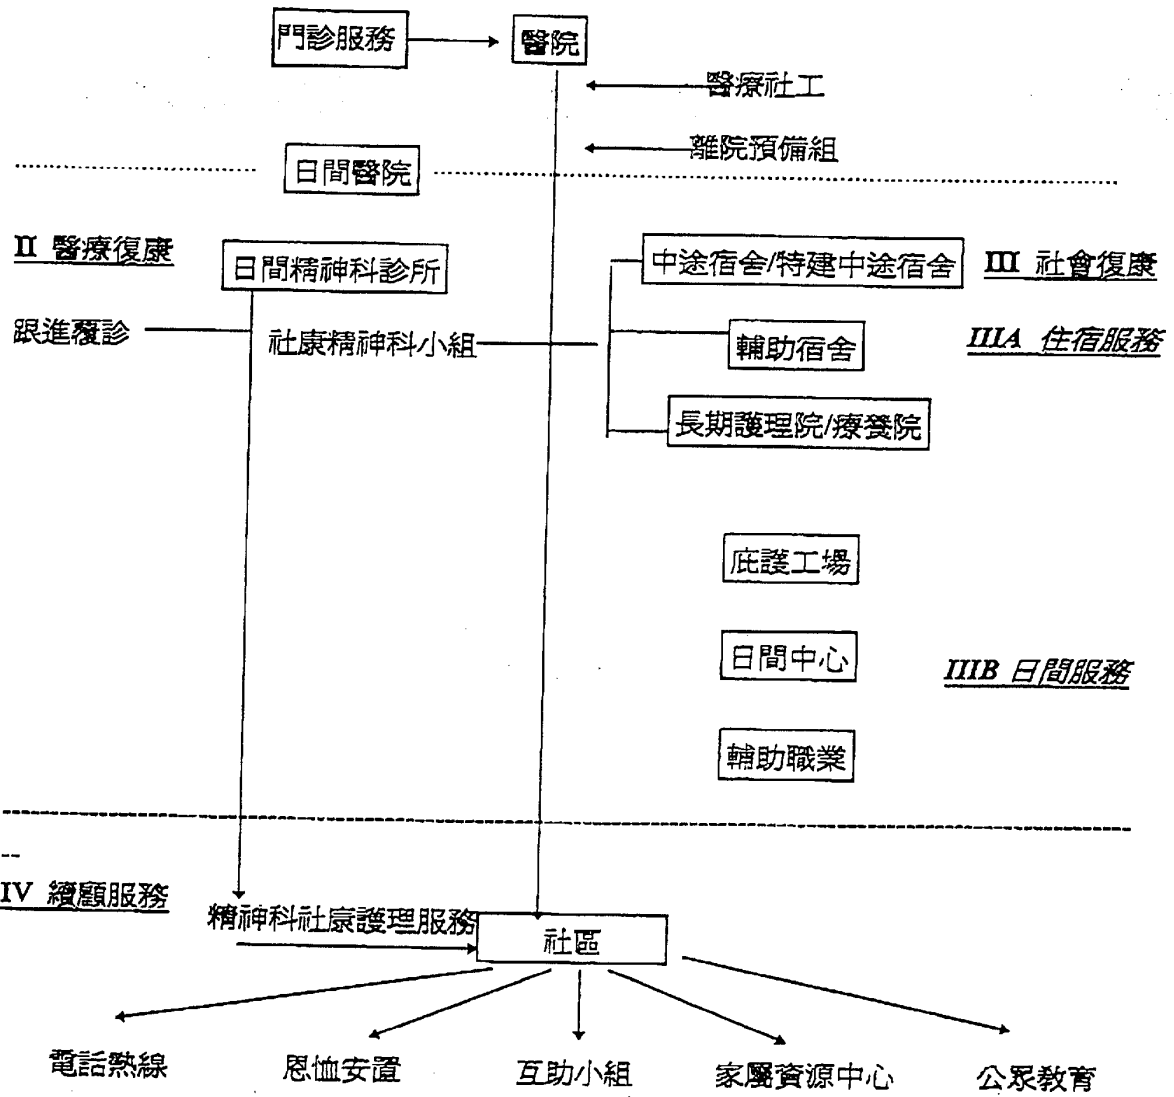 門診服務
醫院
醫療社工
離院預備組
日間醫院
II 醫療復康
日間精神科診所
中途宿舍/特建中途宿舍
III 社會復康
跟進覆診
社康精神科小組
輔助宿舍
IIIA 住宿服務
長期護理院/療養院
庇護工場
日間中心
IIIB 日間服務
輔助職業
IV 續顧服務
精神科社康護理服務
社區
電話熱線
恩恤安置
互助小組
家屬資源中心
公眾教育